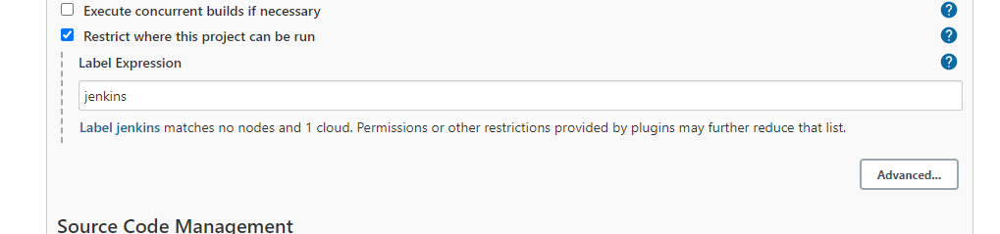 Execute concurrent builds if necessary
?
Restrict where this project can be run
?
Label Expression
?
jenkins
Label jenkins matches no nodes and 1 cloud. Permissions or other restrictions provided by plugins may further reduce that list.
Advanced...
Source Code Management